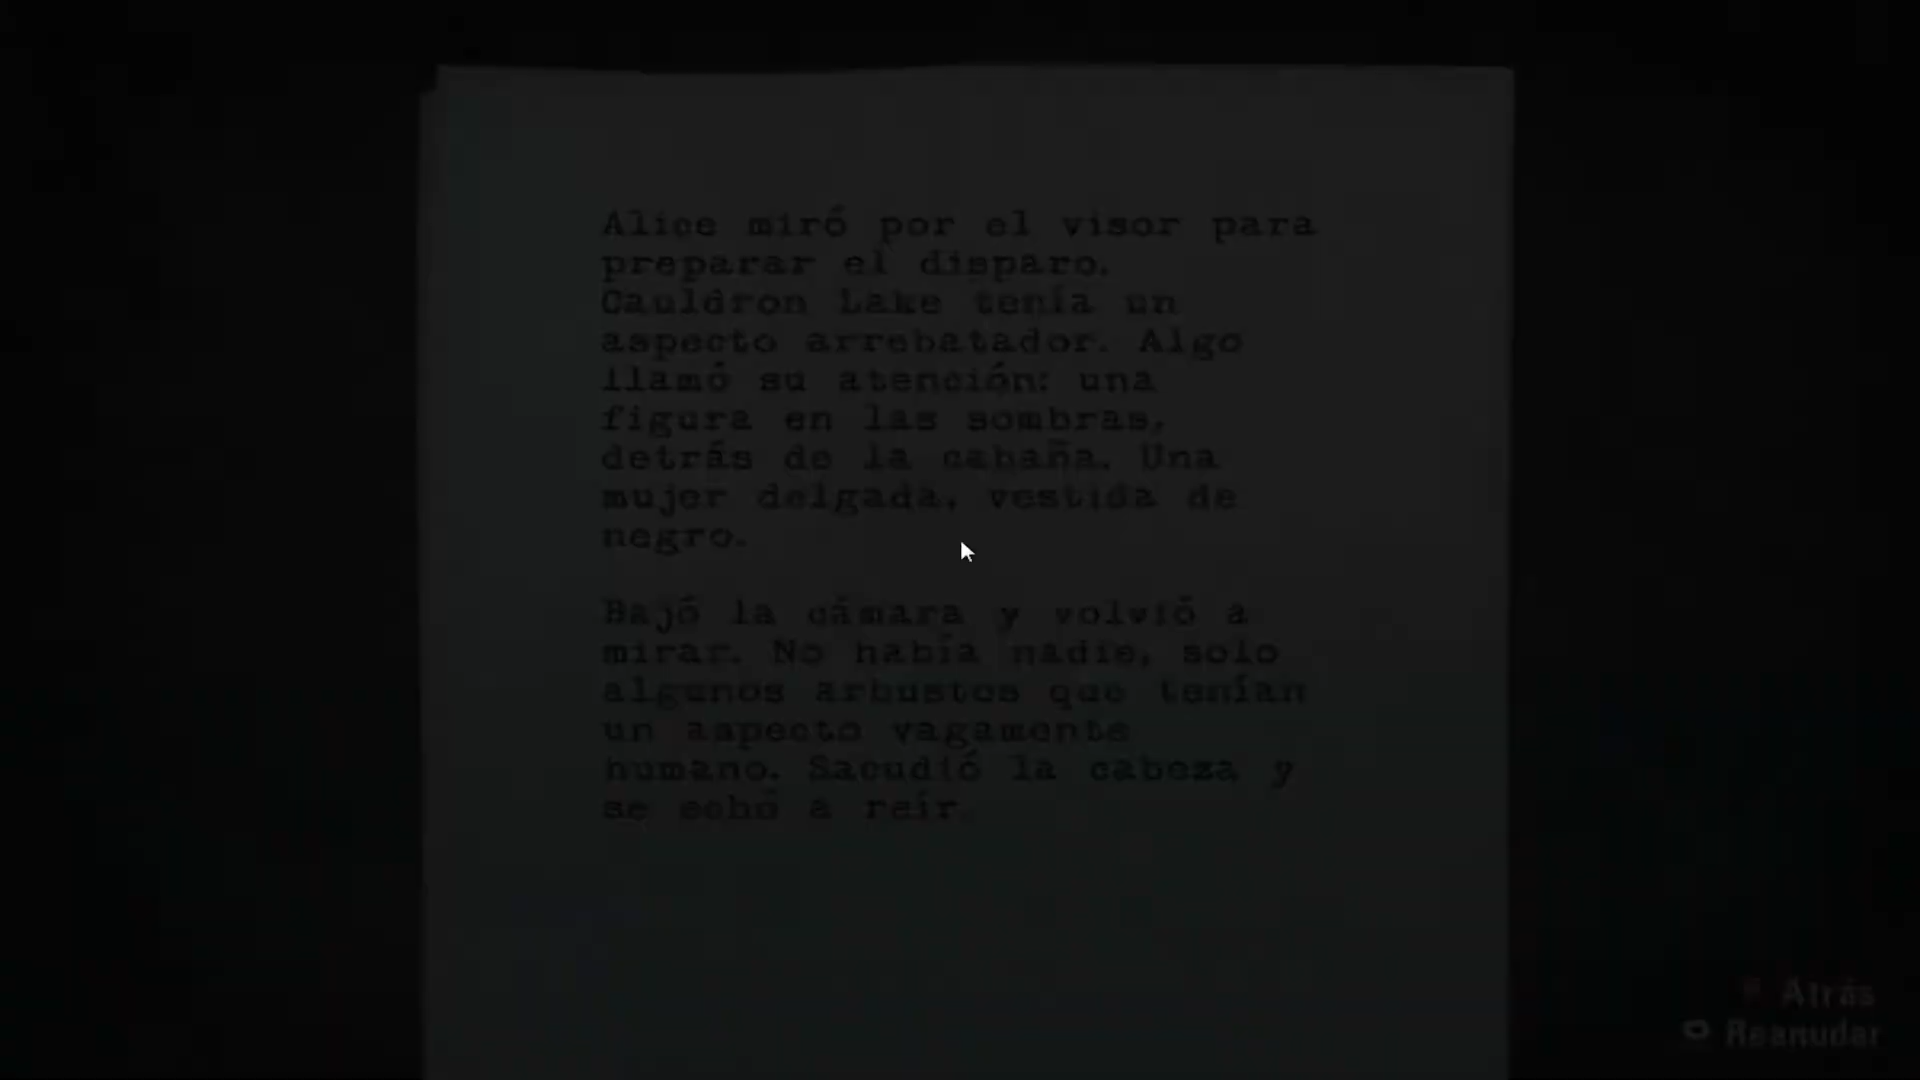 Alice miró por el visor para
preparar el disparo.
Cauldron Lake tenía un
aspecto arrebatador. Algo
llamó su atención: una
figura en las sombras,
detrás de la cabaña. Una
mujer delgada, vestida de
negro.
Bajó la cámara y volvió a
mirar. No había nadie, solo
algunos arbustos que tenían
un aspecto vagamente
humano. Sacudió la cabeza y
se echó a reír.
Atrás
Reanudar